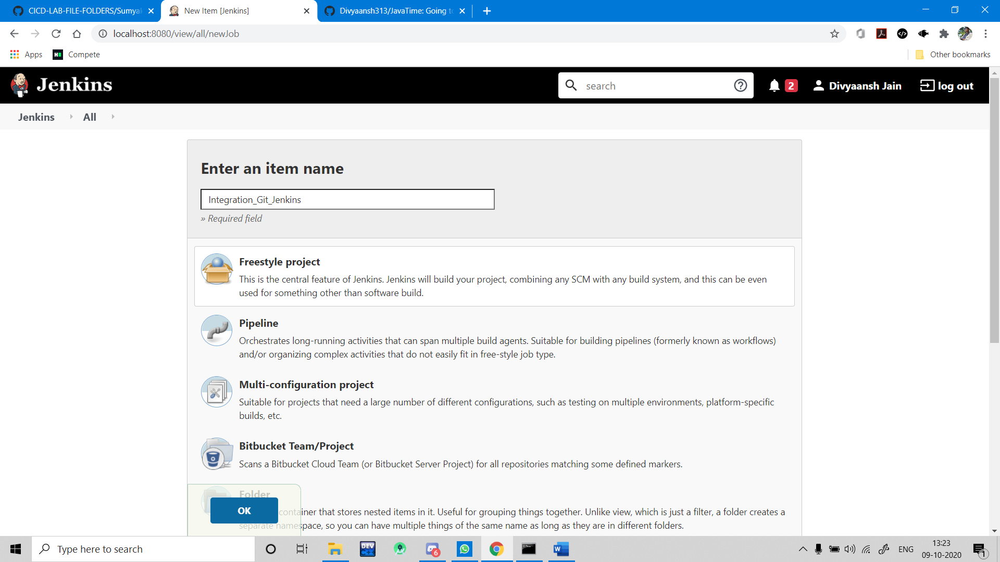 CICD-LAB-FILE-FOLDERS/Sumya
New Item [Jenkins]
Divyaansh313/JavaTime: Going to
localhost:8080/view/all/newJob
Apps
Compete
Other bookmarks
Jenkins
search
2
Divyaansh Jain
log out
Jenkins
All
Enter an item name
Integration_Git_Jenkins
» Required field
Freestyle project
This is the central feature of Jenkins. Jenkins will build your project, combining any SCM with any build system, and this can be even
used for something other than software build.
Pipeline
Orchestrates long-running activities that can span multiple build agents. Suitable for building pipelines (formerly known as workflows)
and/or organizing complex activities that do not easily fit in free-style job type.
Multi-configuration project
Suitable for projects that need a large number of different configurations, such as testing on multiple environments, platform-specific
builds, etc.
Bitbucket Team/Project
Scans a Bitbucket Cloud Team (or Bitbucket Server Project) for all repositories matching some defined markers.
Folder
OK
container that stores nested items in it. Useful for grouping things together. Unlike view, which is just a filter, a folder creates a
separate namespace, so you can have multiple things of the same name as long as they are in different folders.
Type here to search
DEV
C++
6
W
ENG
13:23
09-10-2020
1